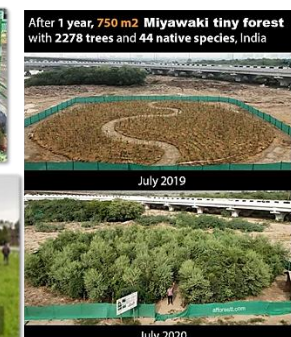 After 1 year, 750 m2 Miyawaki tiny forest
with 2278 trees and 44 native species, India
July 2019
afforestt.com
July 2020